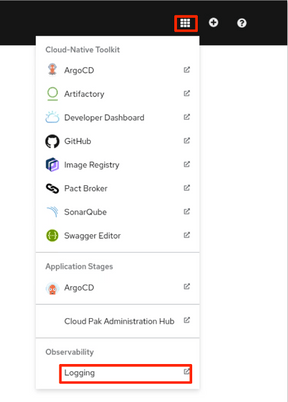 Cloud-Native Toolkit
ArgoCD
Artifactory
Developer Dashboard
GitHub
Image Registry
Pact Broker
SonarQube
Swagger Editor
Application Stages
ArgoCD
Cloud Pak Administration Hub
Observability
Logging